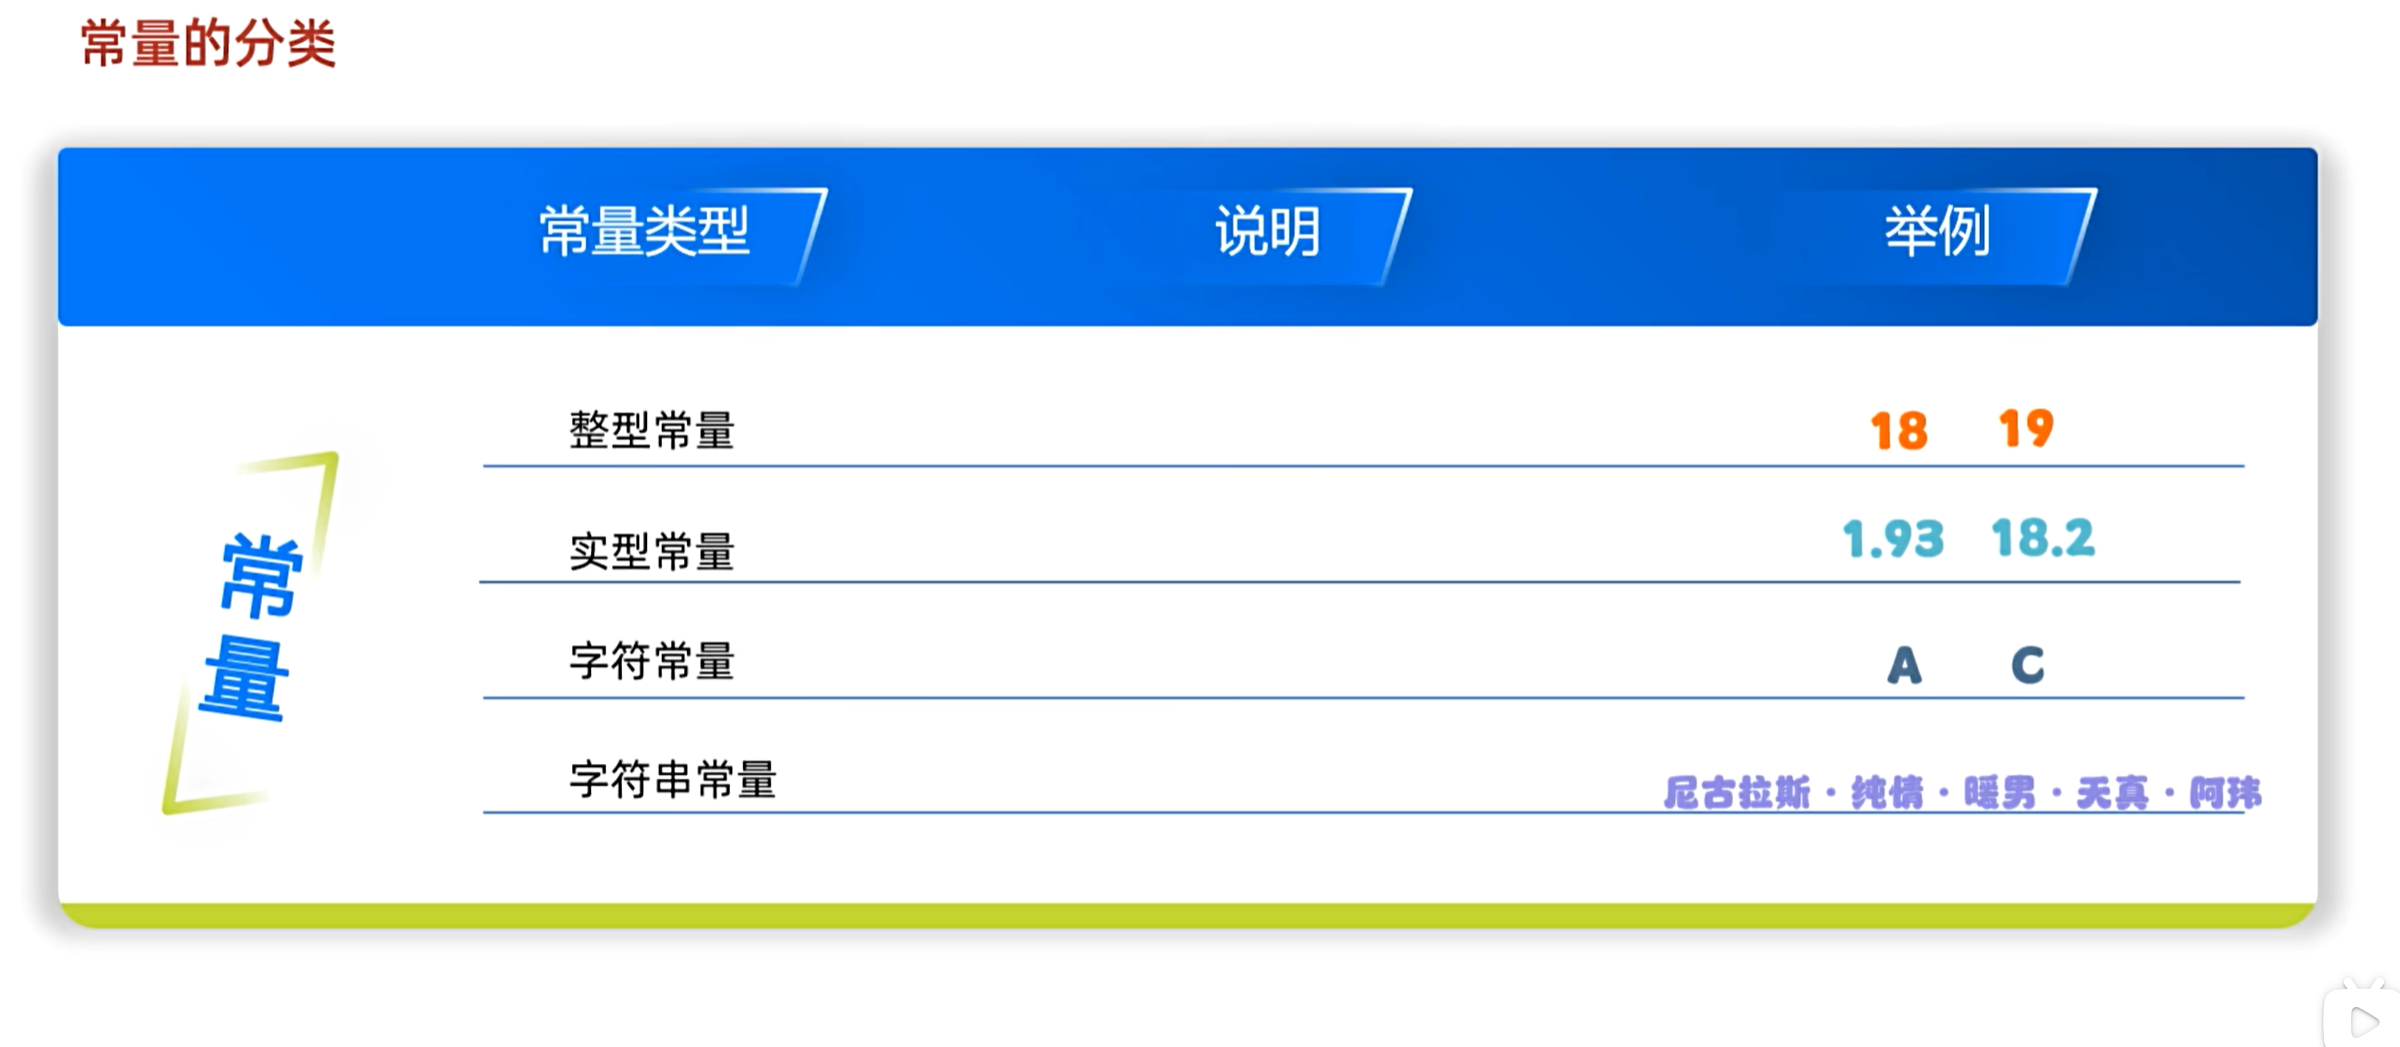 常量的分类
常量类型 说明 举例
常量
整型常量 18 19
实型常量 1.93 18.2
字符常量 A C
字符串常量 尼古拉斯·纯情·暖男·天真·阿玮